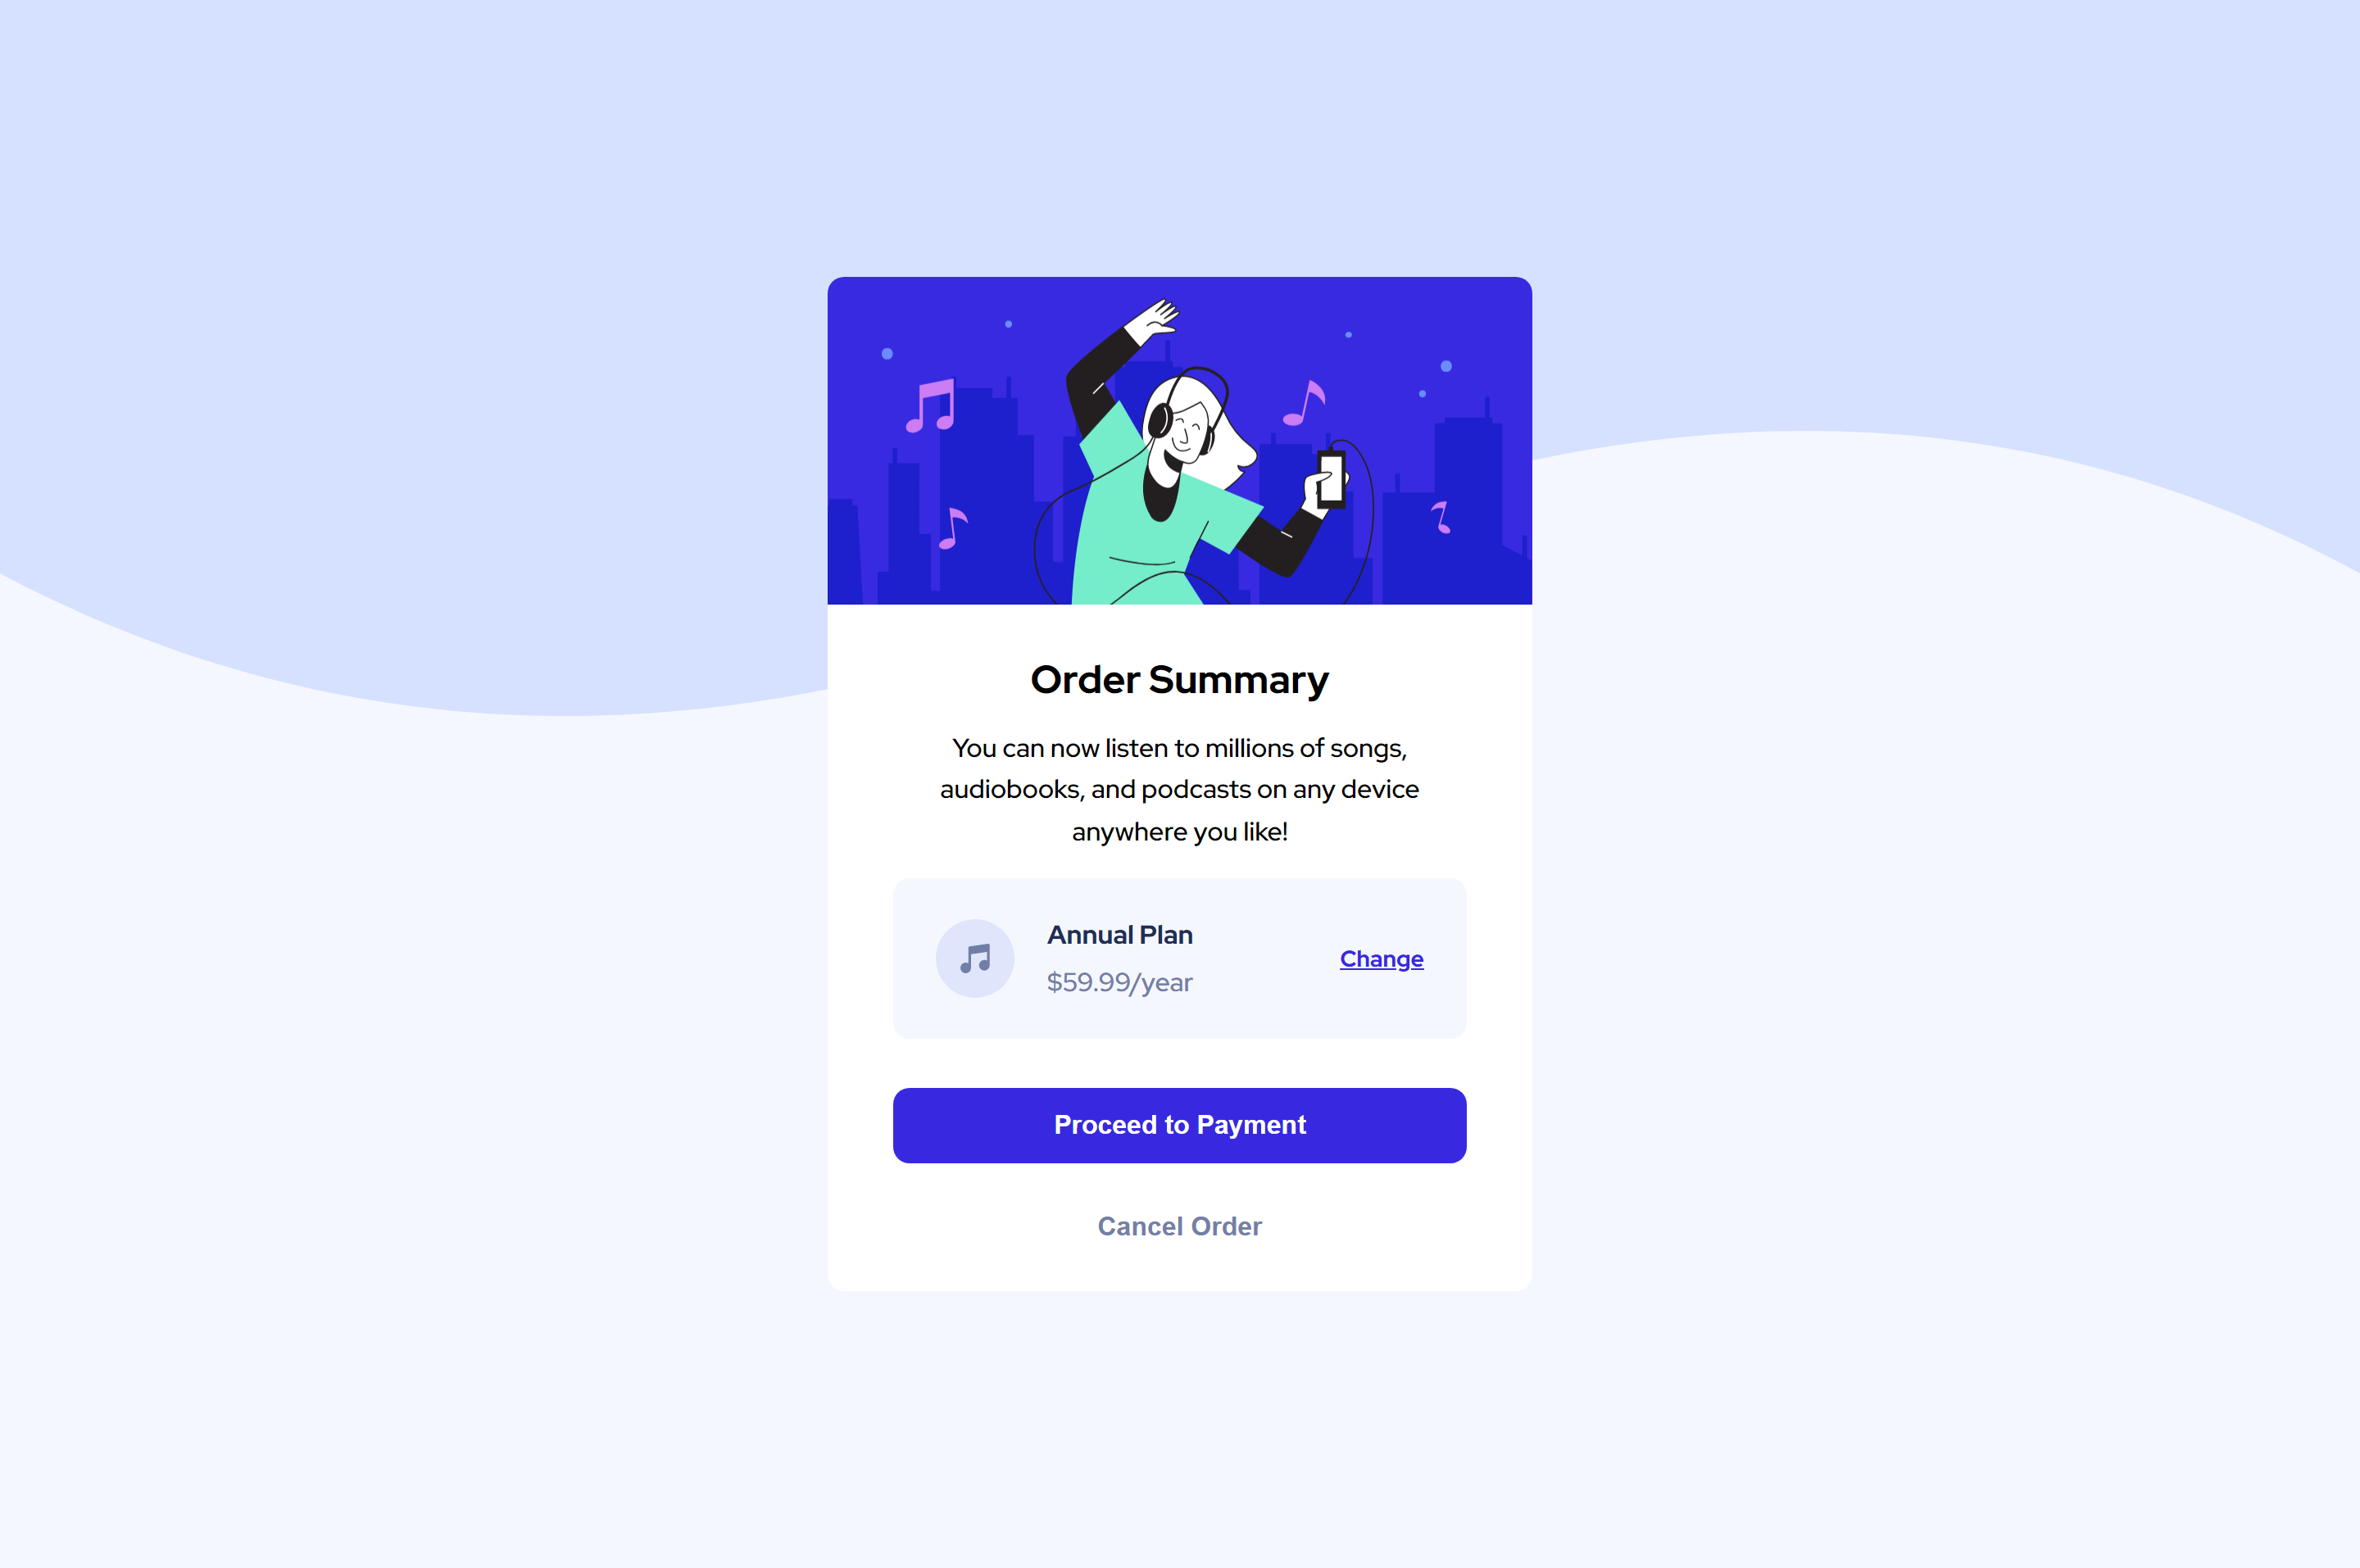 Order Summary
You can now listen to millions of songs,
audiobooks, and podcasts on any device
anywhere you like!
Annual Plan
$59.99/year
Change
Proceed to Payment
Cancel Order